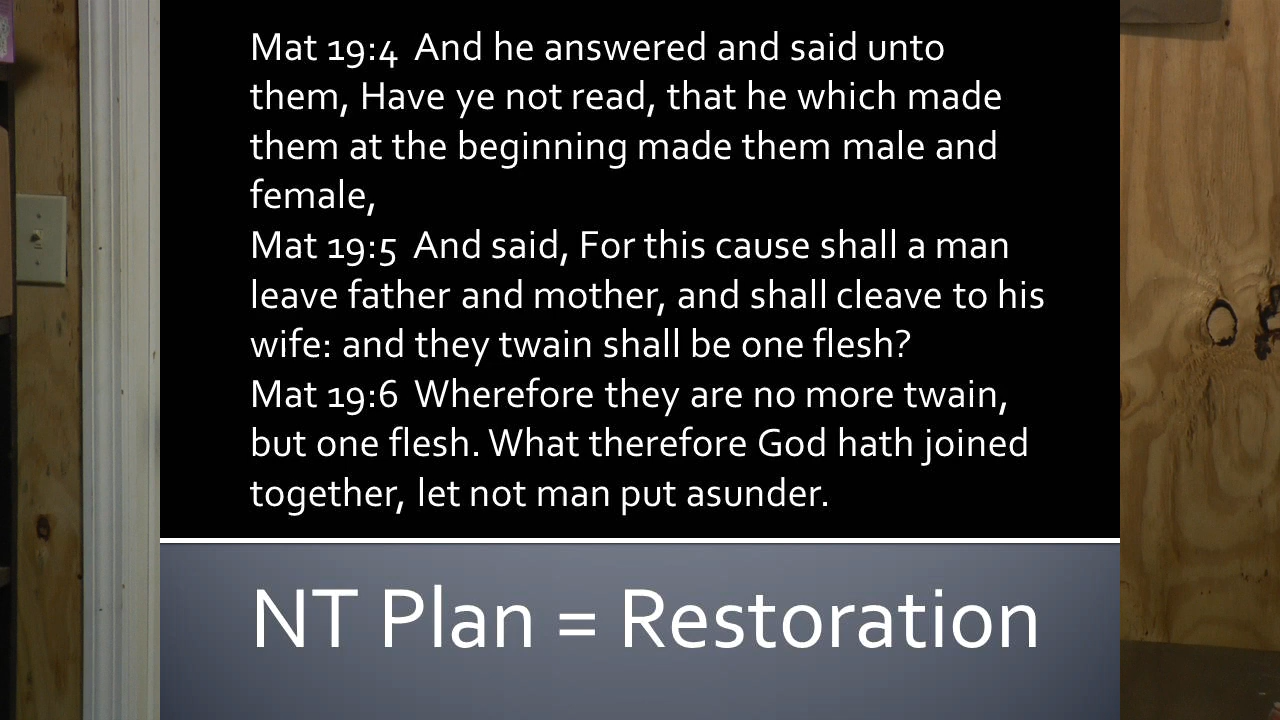 Mat 19:4  And he answered and said unto
them, Have ye not read, that he which made
them at the beginning made them male and
female,
Mat 19:5  And said, For this cause shall a man
leave father and mother, and shall cleave to his
wife: and they twain shall be one flesh?
Mat 19:6  Wherefore they are no more twain,
but one flesh. What therefore God hath joined
together, let not man put asunder.
NT Plan = Restoration